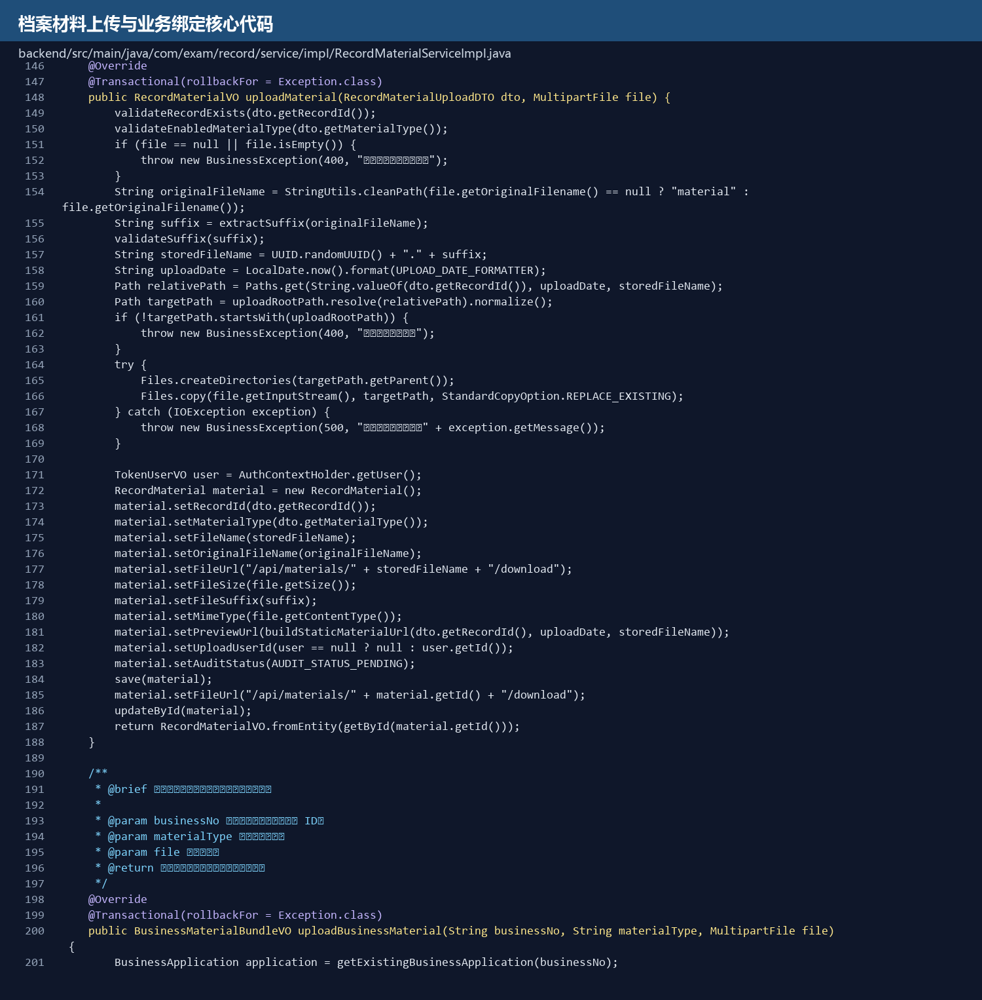 档案材料上传与业务绑定核心代码
backend/src/main/java/com/exam/record/service/impl/RecordMaterialServiceImpl.java
146 @Override
147 @Transactional(rollbackFor = Exception.class)
148 public RecordMaterialVO uploadMaterial(RecordMaterialUploadDTO dto, MultipartFile file) {
149 validateRecordExists(dto.getRecordId());
150 validateEnabledMaterialType(dto.getMaterialType());
151 if (file == null || file.isEmpty()) {
152 throw new BusinessException(400, "");
153 }
154 String originalFileName = StringUtils.cleanPath(file.getOriginalFilename() == null ? "material" :
file.getOriginalFilename());
155 String suffix = extractSuffix(originalFileName);
156 validateSuffix(suffix);
157 String storedFileName = UUID.randomUUID() + "." + suffix;
158 String uploadDate = LocalDate.now().format(UPLOAD_DATE_FORMATTER);
159 Path relativePath = Paths.get(String.valueOf(dto.getRecordId()), uploadDate, storedFileName);
160 Path targetPath = uploadRootPath.resolve(relativePath).normalize();
161 if (!targetPath.startsWith(uploadRootPath)) {
162 throw new BusinessException(400, "");
163 }
164 try {
165 Files.createDirectories(targetPath.getParent());
166 Files.copy(file.getInputStream(), targetPath, StandardCopyOption.REPLACE_EXISTING);
167 } catch (IOException exception) {
168 throw new BusinessException(500, "" + exception.getMessage());
169 }
170
171 TokenUserVO user = AuthContextHolder.getUser();
172 RecordMaterial material = new RecordMaterial();
173 material.setRecordId(dto.getRecordId());
174 material.setMaterialType(dto.getMaterialType());
175 material.setFileName(storedFileName);
176 material.setOriginalFileName(originalFileName);
177 material.setFileUrl("/api/materials/" + storedFileName + "/download");
178 material.setFileSize(file.getSize());
179 material.setFileSuffix(suffix);
180 material.setMimeType(file.getContentType());
181 material.setPreviewUrl(buildStaticMaterialUrl(dto.getRecordId(), uploadDate, storedFileName));
182 material.setUploadUserId(user == null ? null : user.getId());
183 material.setAuditStatus(AUDIT_STATUS_PENDING);
184 save(material);
185 material.setFileUrl("/api/materials/" + material.getId() + "/download");
186 updateById(material);
187 return RecordMaterialVO.fromEntity(getById(material.getId()));
188 }
189
190 /**
191 * @brief
192 *
193 * @param businessNo ID
194 * @param materialType
195 * @param file
196 * @return
197 */
198 @Override
199 @Transactional(rollbackFor = Exception.class)
200 public BusinessMaterialBundleVO uploadBusinessMaterial(String businessNo, String materialType, MultipartFile file)
{
201 BusinessApplication application = getExistingBusinessApplication(businessNo);